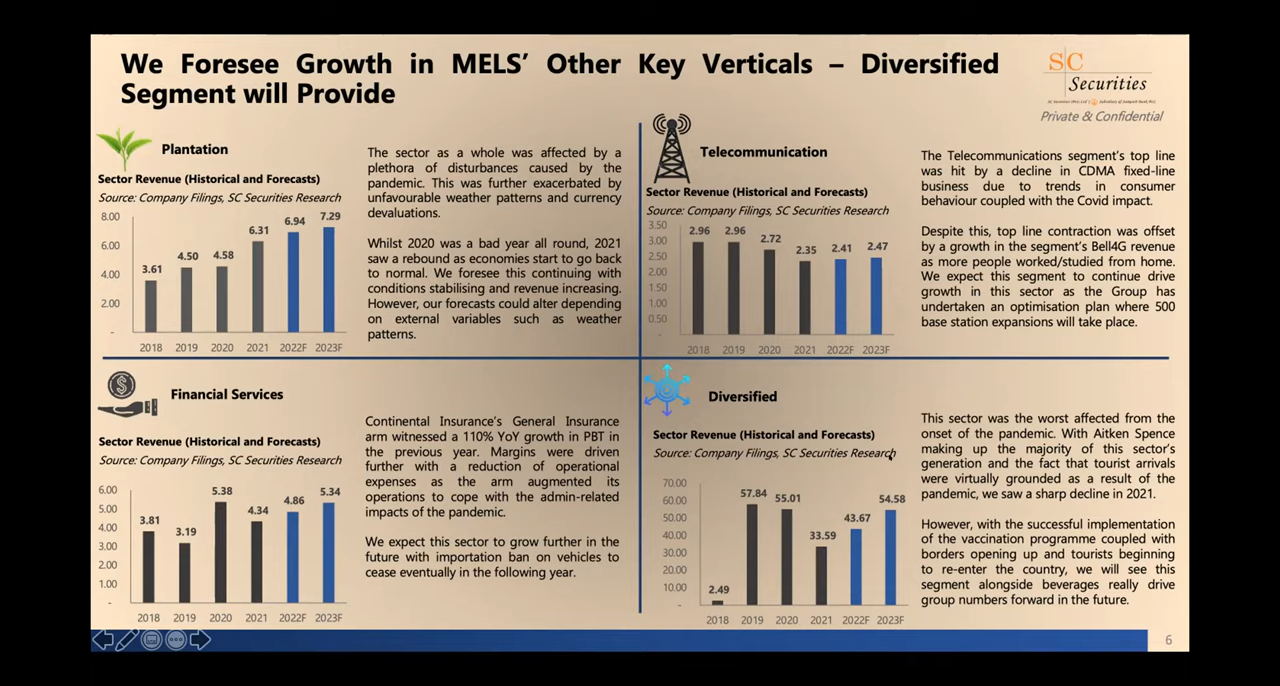 We Foresee Growth in MELS' Other Key Verticals – Diversified
Segment will Provide
SC
Securities
Private & Confidential
Plantation
Sector Revenue (Historical and Forecasts)
Source: Company Filings, SC Securities Research
8.00
6.00
4.00
2.00
-
3.61
4.50
4.58
6.31
6.94
7.29
2018
2019
2020
2021
2022F
2023F
The sector as a whole was affected by a
plethora of disturbances caused by the
pandemic. This was further exacerbated by
unfavourable weather patterns and currency
devaluations.
Whilst 2020 was a bad year all round, 2021
saw a rebound as economies start to go back
to normal. We foresee this continuing with
conditions stabilising and revenue increasing.
However, our forecasts could alter depending
on external variables such as weather
patterns.
Telecommunication
Sector Revenue (Historical and Forecasts)
Source: Company Filings, SC Securities Research
3.50
3.00
2.50
2.00
1.50
1.00
0.50
-
2.96
2.96
2.72
2.35
2.41
2.47
2018
2019
2020
2021
2022F
2023F
The Telecommunications segment's top line
was hit by a decline in CDMA fixed-line
business due to trends in consumer
behaviour coupled with the Covid impact.
Despite this, top line contraction was offset
by a growth in the segment's Bell4G revenue
as more people worked/studied from home.
We expect this segment to continue drive
growth in this sector as the Group has
undertaken an optimisation plan where 500
base station expansions will take place.
Financial Services
Sector Revenue (Historical and Forecasts)
Source: Company Filings, SC Securities Research
6.00
5.00
4.00
3.00
2.00
1.00
-
3.81
3.19
5.38
4.34
4.86
5.34
2018
2019
2020
2021
2022F
2023F
Continental Insurance's General Insurance
arm witnessed a 110% YoY growth in PBT in
the previous year. Margins were driven
further with a reduction of operational
expenses as the arm augmented its
operations to cope with the admin-related
impacts of the pandemic.
We expect this sector to grow further in the
future with importation ban on vehicles to
cease eventually in the following year.
Diversified
Sector Revenue (Historical and Forecasts)
Source: Company Filings, SC Securities Research
70.00
60.00
50.00
40.00
30.00
20.00
10.00
-
2.49
57.84
55.01
33.59
43.67
54.58
2018
2019
2020
2021
2022F
2023F
This sector was the worst affected from the
onset of the pandemic. With Aitken Spence
making up the majority of this sector's
generation and the fact that tourist arrivals
were virtually grounded as a result of the
pandemic, we saw a sharp decline in 2021.
However, with the successful implementation
of the vaccination programme coupled with
borders opening up and tourists beginning
to re-enter the country, we will see this
segment alongside beverages really drive
group numbers forward in the future.
6